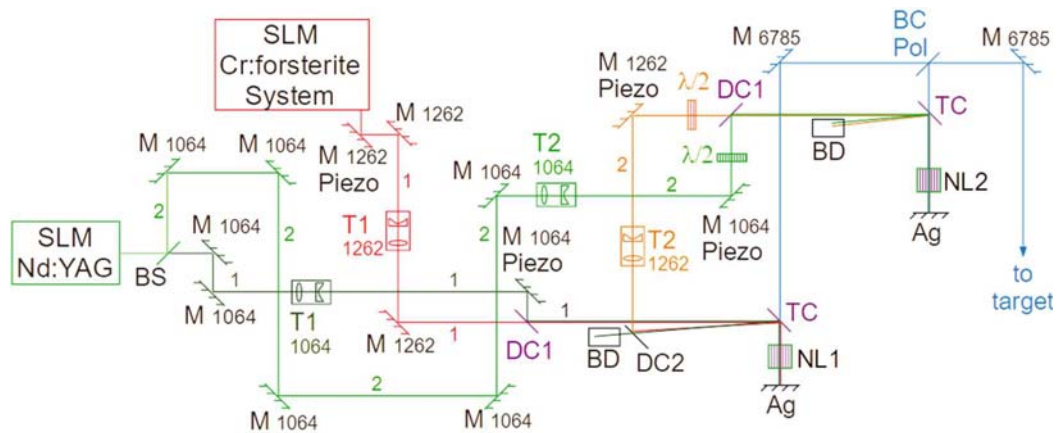 SLM
Cr:forsterite
System
M 1262
Piezo
M 1262
M 1064
M 1064
2
SLM
Nd:YAG
BS
M 1064
M 1064
1
2
T1
1064
1
T1
1262
M 1262
1
2
M 1064
M 1064
2
M 1064
T2
1064
2
M 1064
Piezo
1
1
DC1
M 1262
Piezo
λ/2
DC1
2
λ/2
M 1064
Piezo
T2
1262
BD
DC2
TC
NL1
Ag
M 6785
BC
Pol
M 6785
TC
BD
NL2
Ag
to
target